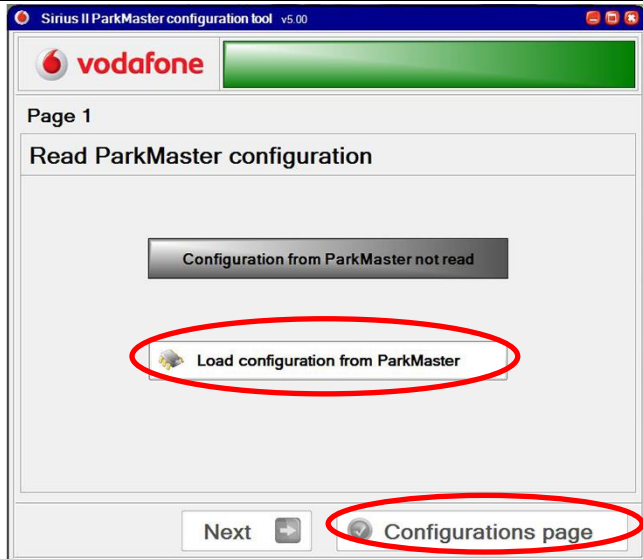 Sirius II ParkMaster configuration tool v5.00
vodafone
Page 1
Read ParkMaster configuration
Configuration from ParkMaster not read
Load configuration from ParkMaster
Next
Configurations page